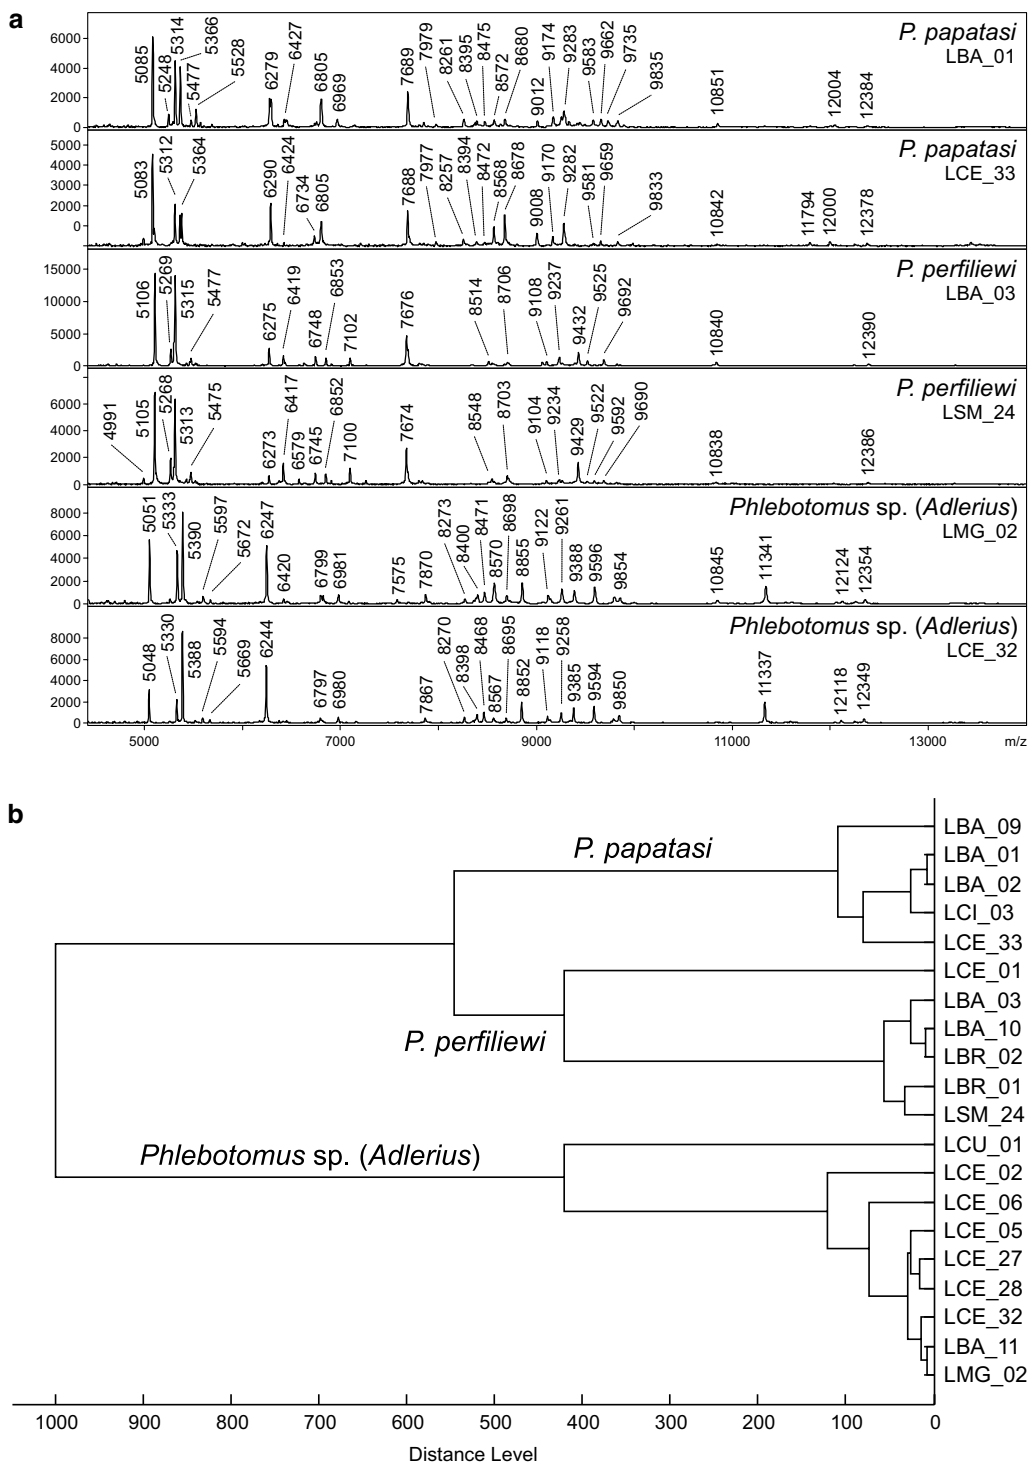 a
P. papatasi
LBA_01
6000
4000
2000
0
5085 5248 5314 5366 5477 5528 6279 6427 6805 6969 7689 7979 8261 8395 8475 8572 8680 9012 9174 9283 9583 9662 9735 9835 10851 12004 12384
P. papatasi
LCE_33
5000
4000
2000
0
5083 5312 5364 6290 6424 6734 6805 7688 7977 8257 8394 8472 8568 8678 9008 9170 9282 9581 9659 9833 10842 11794 12000 12378
P. perfiliewi
LBA_03
15000
10000
5000
0
5106 5269 5315 5477 6275 6419 6748 6853 7102 7676 8514 8706 9108 9237 9432 9525 9692 10840 12390
P. perfiliewi
LSM_24
6000
4000
2000
0
4991 5105 5268 5313 5475 6273 6417 6579 6745 6852 7100 7674 8548 8703 9104 9234 9429 9522 9592 9690 10838 12386
Phlebotomus sp. (Adlerius)
LMG_02
8000
6000
4000
2000
0
5051 5333 5390 5597 5672 6247 6420 6799 6981 7575 7870 8273 8400 8471 8570 8698 8855 9122 9261 9388 9596 9854 10845 11341 12124 12354
Phlebotomus sp. (Adlerius)
LCE_32
8000
6000
4000
2000
0
5048 5330 5388 5594 5669 6244 6797 6980 7867 8270 8398 8468 8567 8695 8852 9118 9258 9385 9594 9850 11337 12118 12349
5000 7000 9000 11000 13000 m/z
b
P. papatasi
P. perfiliewi
Phlebotomus sp. (Adlerius)
LBA_09
LBA_01
LBA_02
LCI_03
LCE_33
LCE_01
LBA_03
LBA_10
LBR_02
LBR_01
LSM_24
LCU_01
LCE_02
LCE_06
LCE_05
LCE_27
LCE_28
LCE_32
LBA_11
LMG_02
1000 900 800 700 600 500 400 300 200 100 0
Distance Level